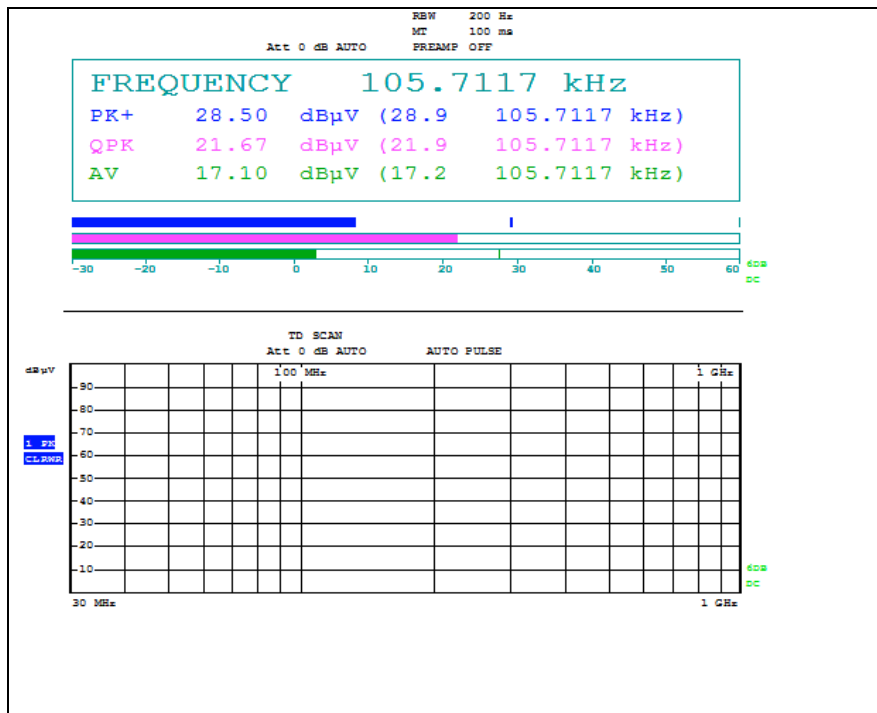 RBW 200 Hz
MT 100 ms
Att 0 dB AUTO PREAMP OFF
FREQUENCY 105.7117 kHz
PK+ 28.50 dBµV (28.9 105.7117 kHz)
QPK 21.67 dBµV (21.9 105.7117 kHz)
AV 17.10 dBµV (17.2 105.7117 kHz)
-30 -20 -10 0 10 20 30 40 50 60
6DB
DC
TD SCAN
Att 0 dB AUTO AUTO PULSE
dBµV
100 MHz 1 GHz
90
80
70
1 PK
CLRWR
60
50
40
30
20
10
6DB
DC
30 MHz 1 GHz